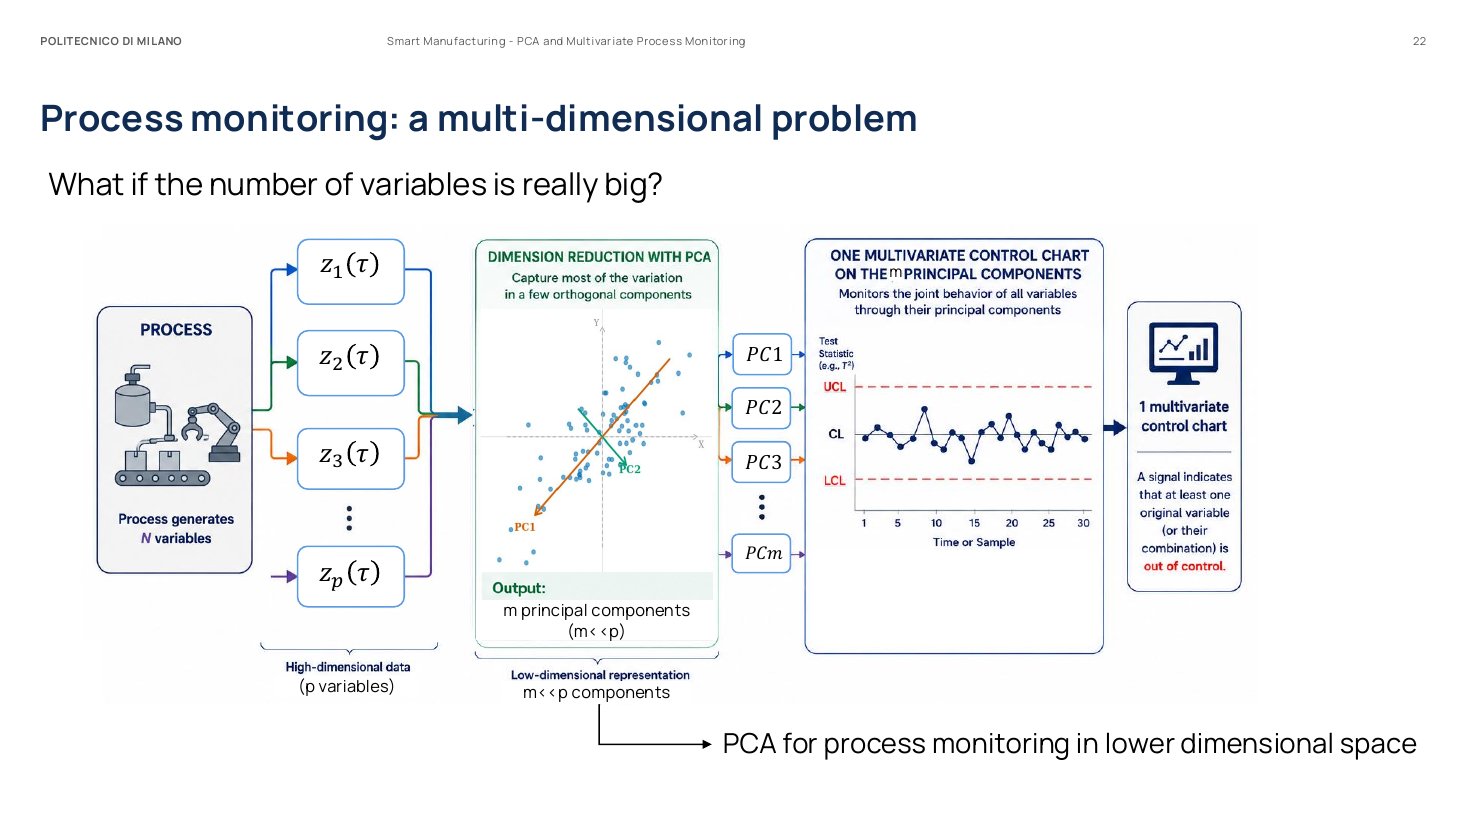 POLITECNICO DI MILANO
Smart Manufacturing - PCA and Multivariate Process Monitoring
22
Process monitoring: a multi-dimensional problem
What if the number of variables is really big?
PROCESS
Process generates
N variables
z₁(τ)
z₂(τ)
z₃(τ)
zₚ(τ)
High-dimensional data
(p variables)
DIMENSION REDUCTION WITH PCA
Capture most of the variation
in a few orthogonal components
Y
X
PC2
PC1
Output:
m principal components
(m<<p)
Low-dimensional representation
m<<p components
PC1
PC2
PC3
PCm
ONE MULTIVARIATE CONTROL CHART
ON THE m PRINCIPAL COMPONENTS
Monitors the joint behavior of all variables
through their principal components
Test
Statistic
(e.g., T²)
UCL
CL
LCL
1 5 10 15 20 25 30
Time or Sample
1 multivariate
control chart
A signal indicates
that at least one
original variable
(or their
combination) is
out of control.
PCA for process monitoring in lower dimensional space